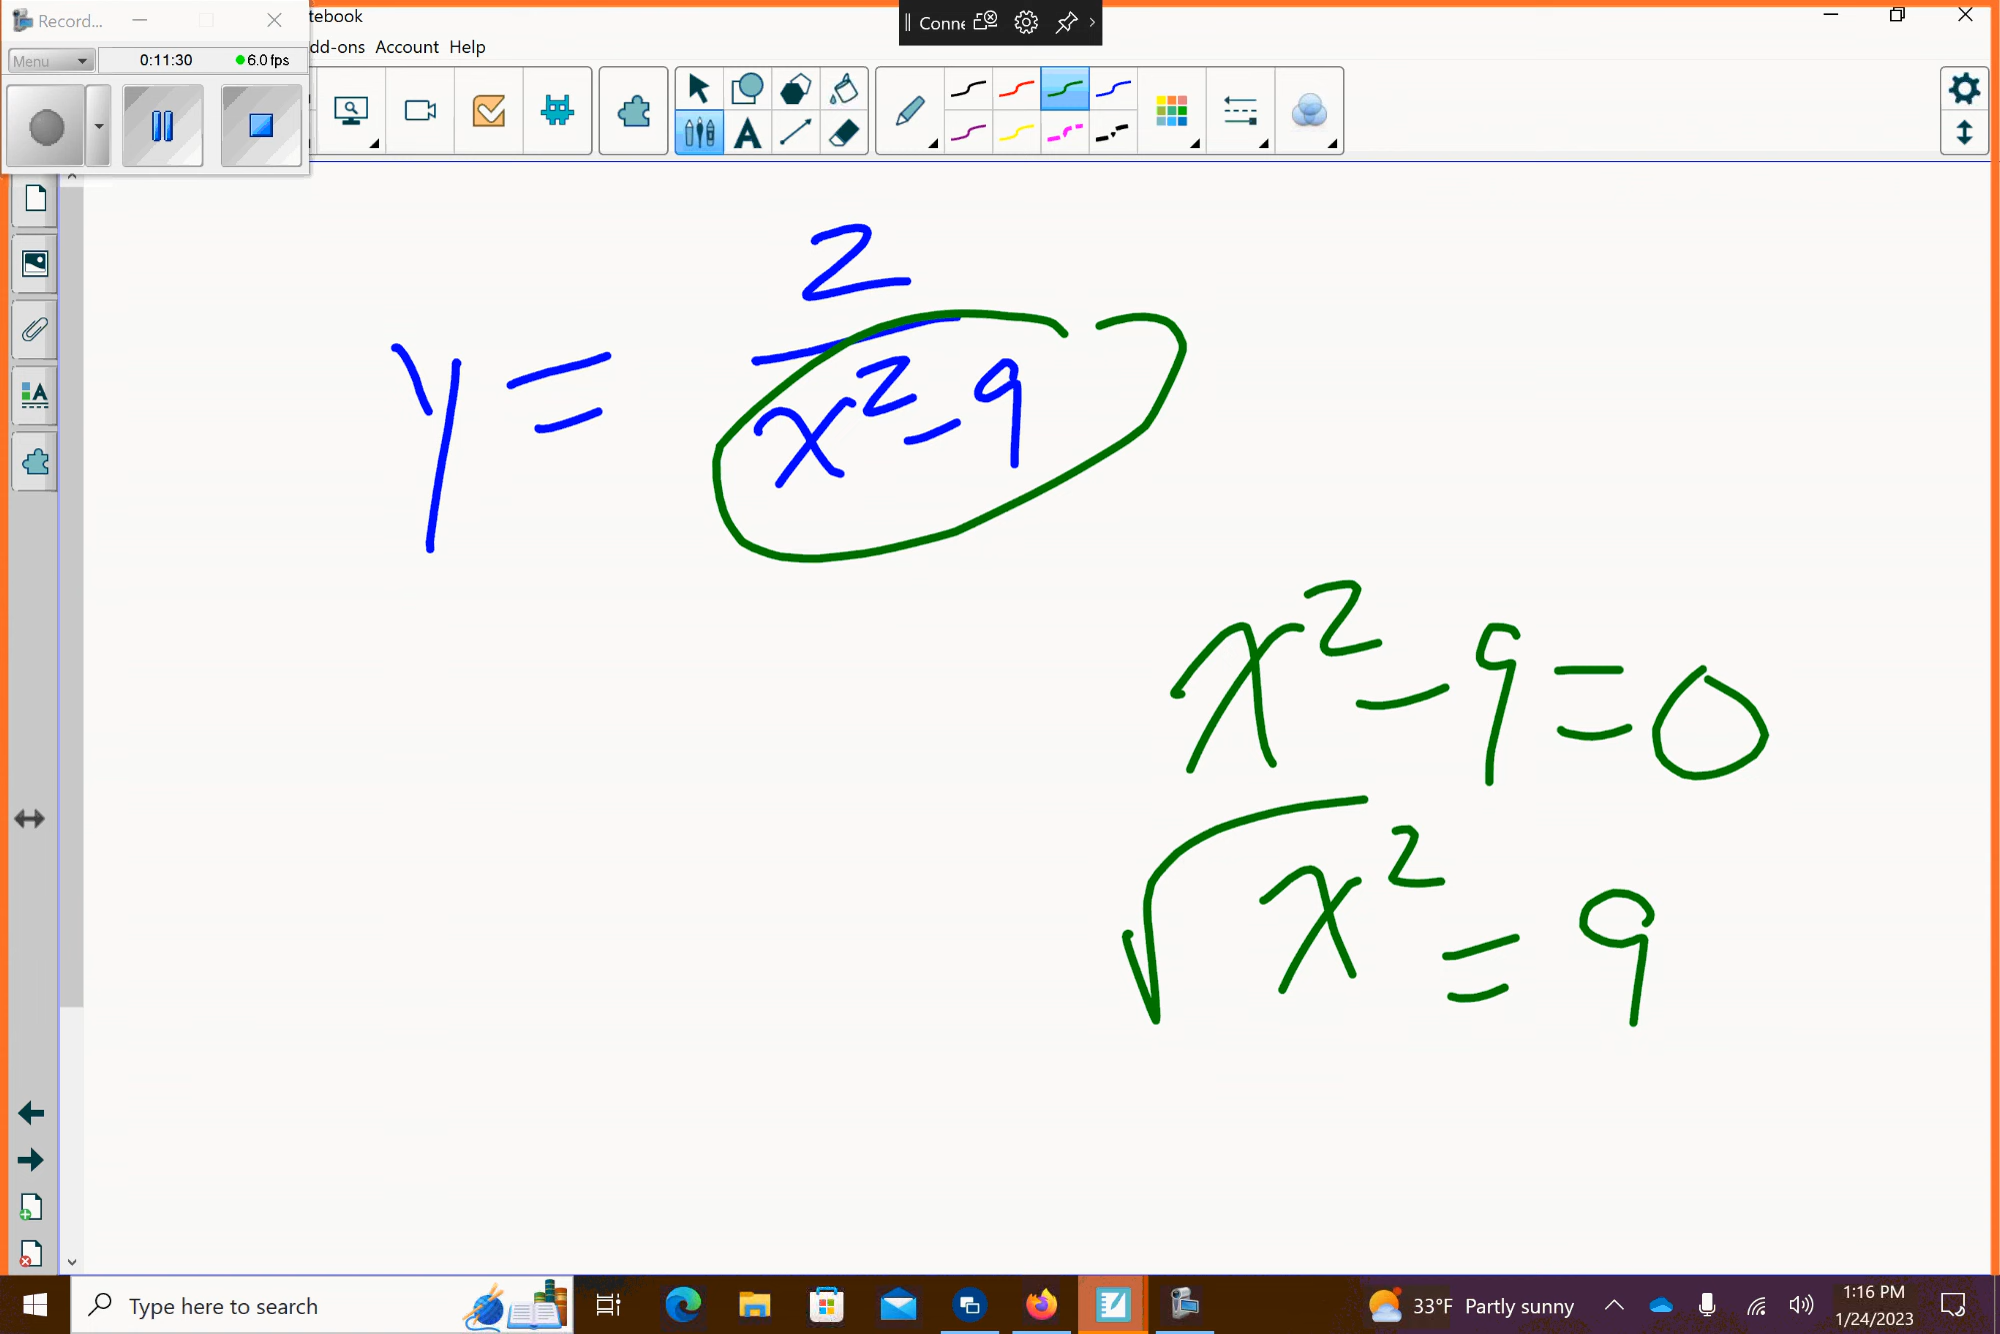 Record...
tebook
Conne
Menu
0:11:30
6.0 fps
dd-ons Account Help
A
A
y = 2 / x² - 9
x² - 9 = 0
√x² = 9
Type here to search
33°F Partly sunny
1:16 PM
1/24/2023